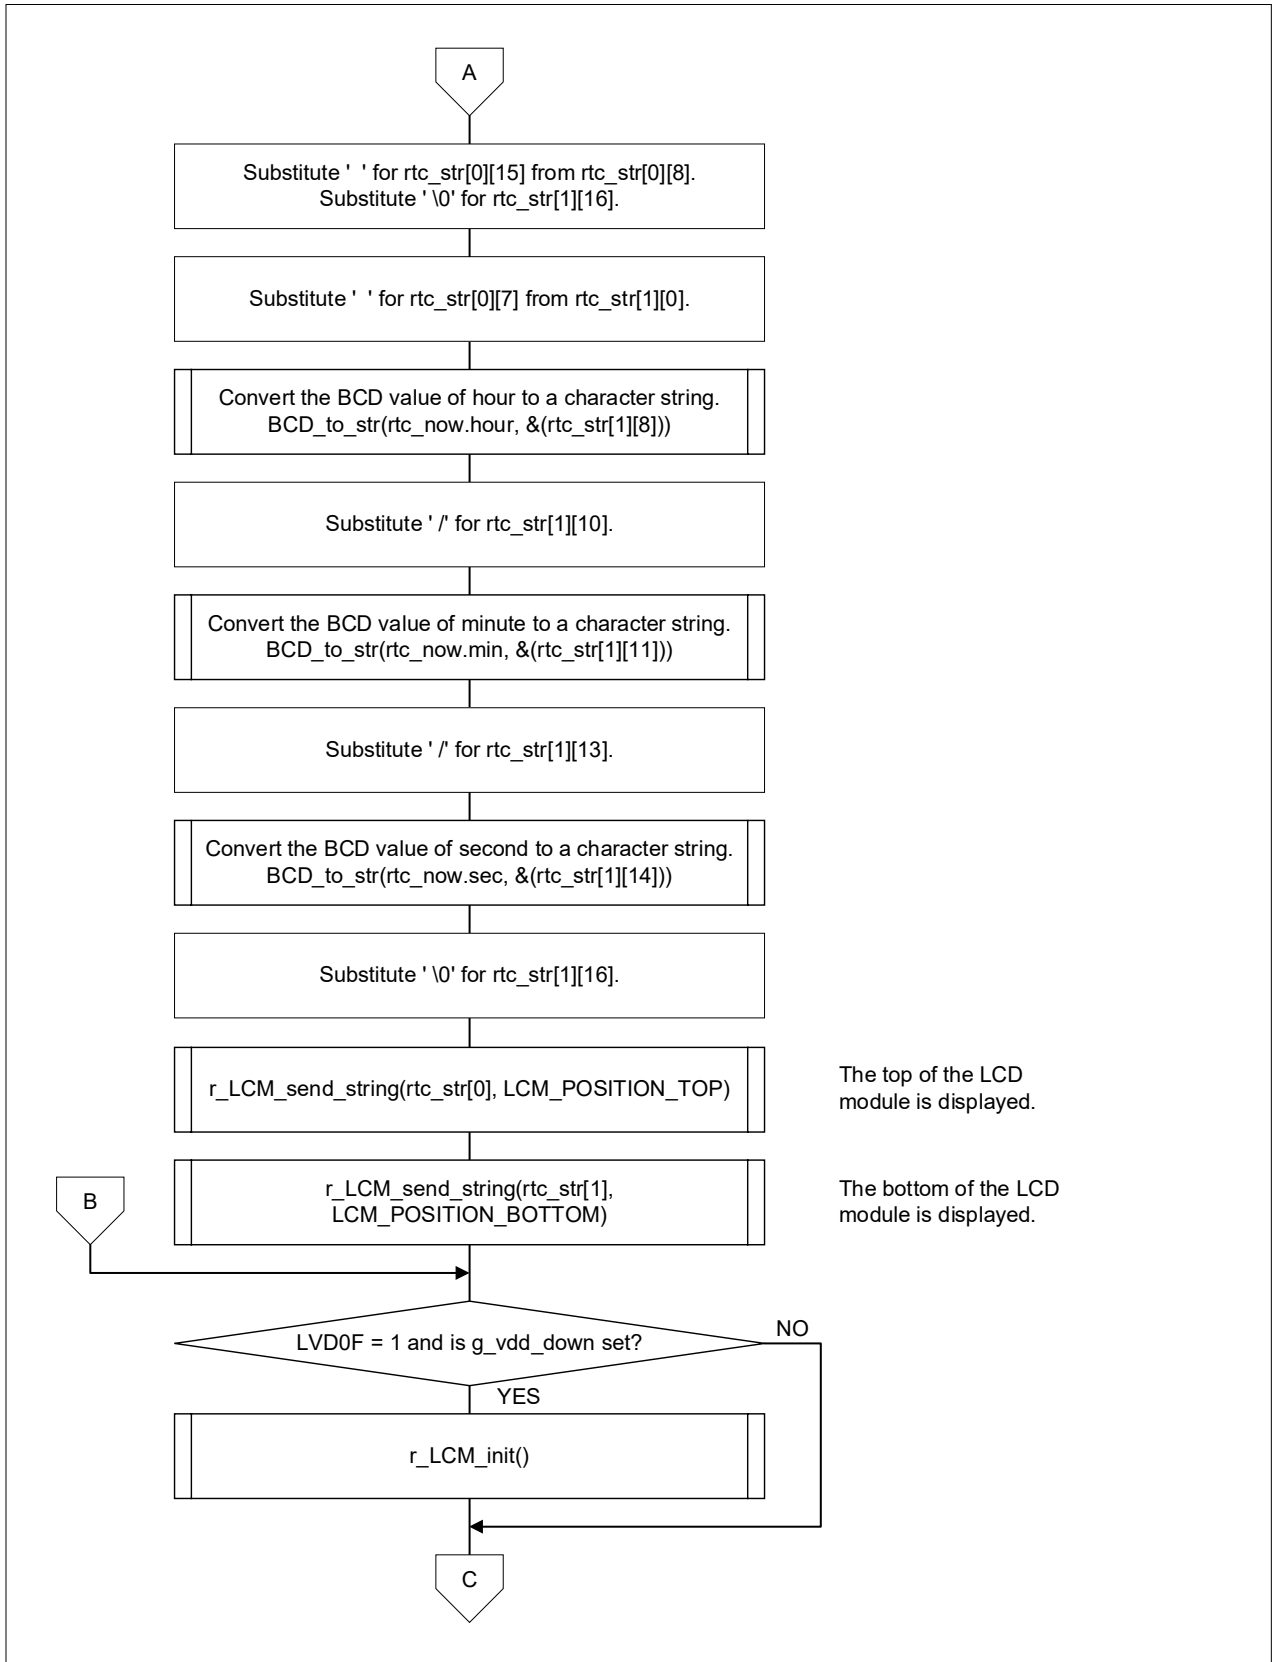 A
Substitute ' ' for rtc_str[0][15] from rtc_str[0][8].
Substitute ' \0' for rtc_str[1][16].
Substitute ' ' for rtc_str[0][7] from rtc_str[1][0].
Convert the BCD value of hour to a character string.
BCD_to_str(rtc_now.hour, &(rtc_str[1][8]))
Substitute ' /' for rtc_str[1][10].
Convert the BCD value of minute to a character string.
BCD_to_str(rtc_now.min, &(rtc_str[1][11]))
Substitute ' /' for rtc_str[1][13].
Convert the BCD value of second to a character string.
BCD_to_str(rtc_now.sec, &(rtc_str[1][14]))
Substitute ' \0' for rtc_str[1][16].
r_LCM_send_string(rtc_str[0], LCM_POSITION_TOP)
The top of the LCD
module is displayed.
B
r_LCM_send_string(rtc_str[1],
LCM_POSITION_BOTTOM)
The bottom of the LCD
module is displayed.
LVD0F = 1 and is g_vdd_down set?
NO
YES
r_LCM_init()
C